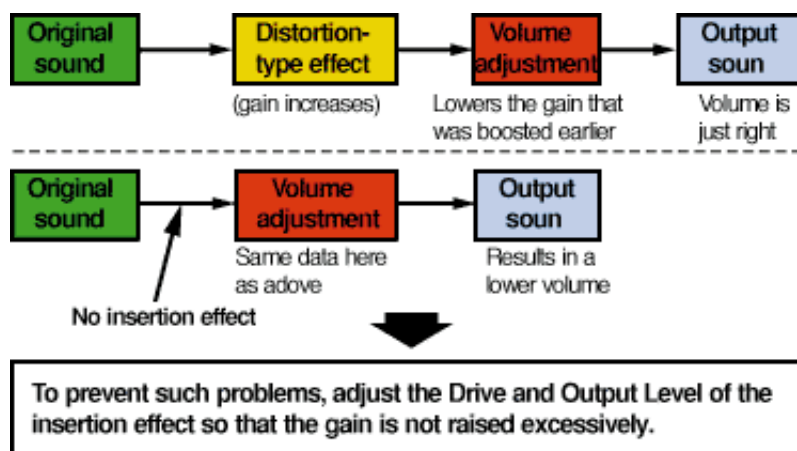 Original sound
Distortion-type effect
Volume adjustment
Output soun
(gain increases)
Lowers the gain that was boosted earlier
Volume is just right
Original sound
Volume adjustment
Output soun
Same data here as adove
Results in a lower volume
No insertion effect
To prevent such problems, adjust the Drive and Output Level of the
insertion effect so that the gain is not raised excessively.